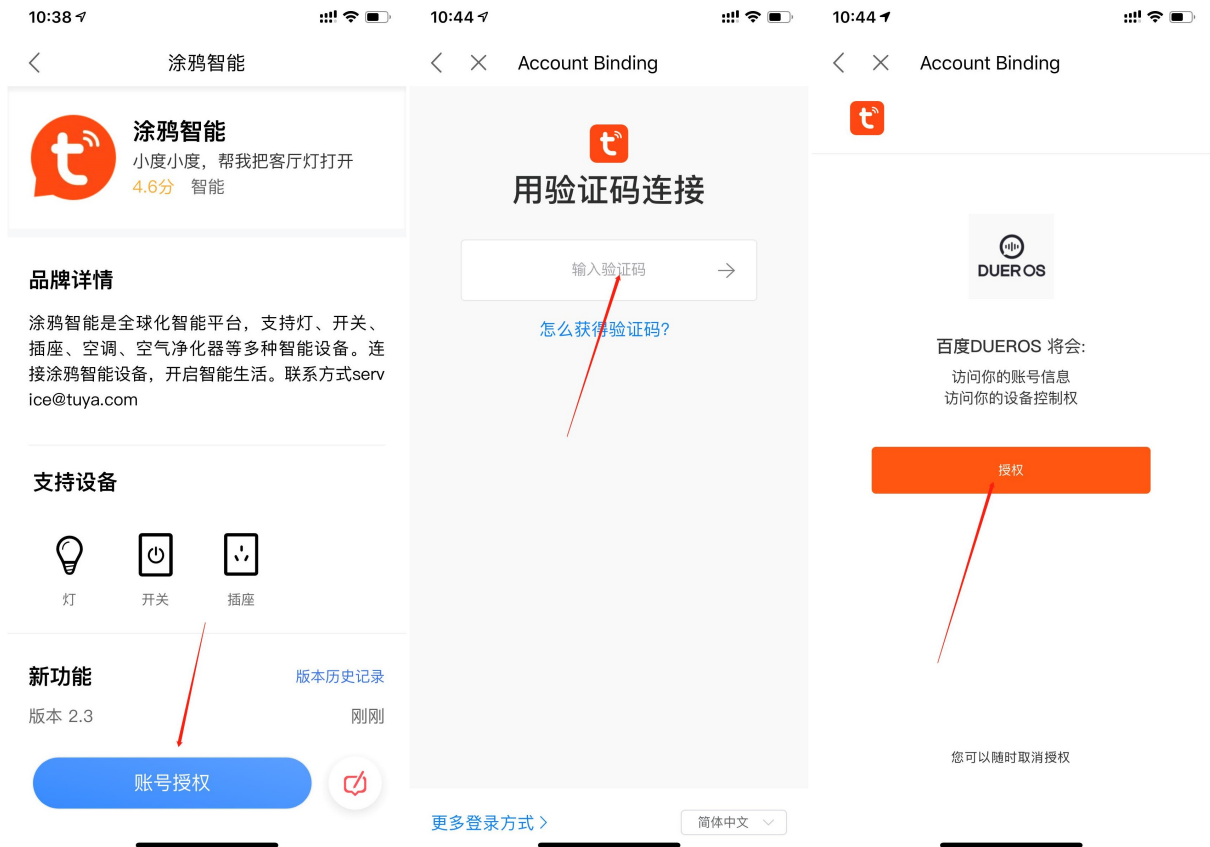 10:38
涂鸦智能
涂鸦智能
小度小度，帮我把客厅灯打开
4.6分 智能
品牌详情
涂鸦智能是全球化智能平台，支持灯、开关、
插座、空调、空气净化器等多种智能设备。连
接涂鸦智能设备，开启智能生活。联系方式serv
ice@tuya.com
支持设备
灯 开关 插座
新功能 版本历史记录
版本 2.3 刚刚
账号授权
10:44
Account Binding
用验证码连接
输入验证码
怎么获得验证码?
更多登录方式
简体中文
10:44
Account Binding
DUEROS
百度DUEROS 将会:
访问你的账号信息
访问你的设备控制权
授权
您可以随时取消授权